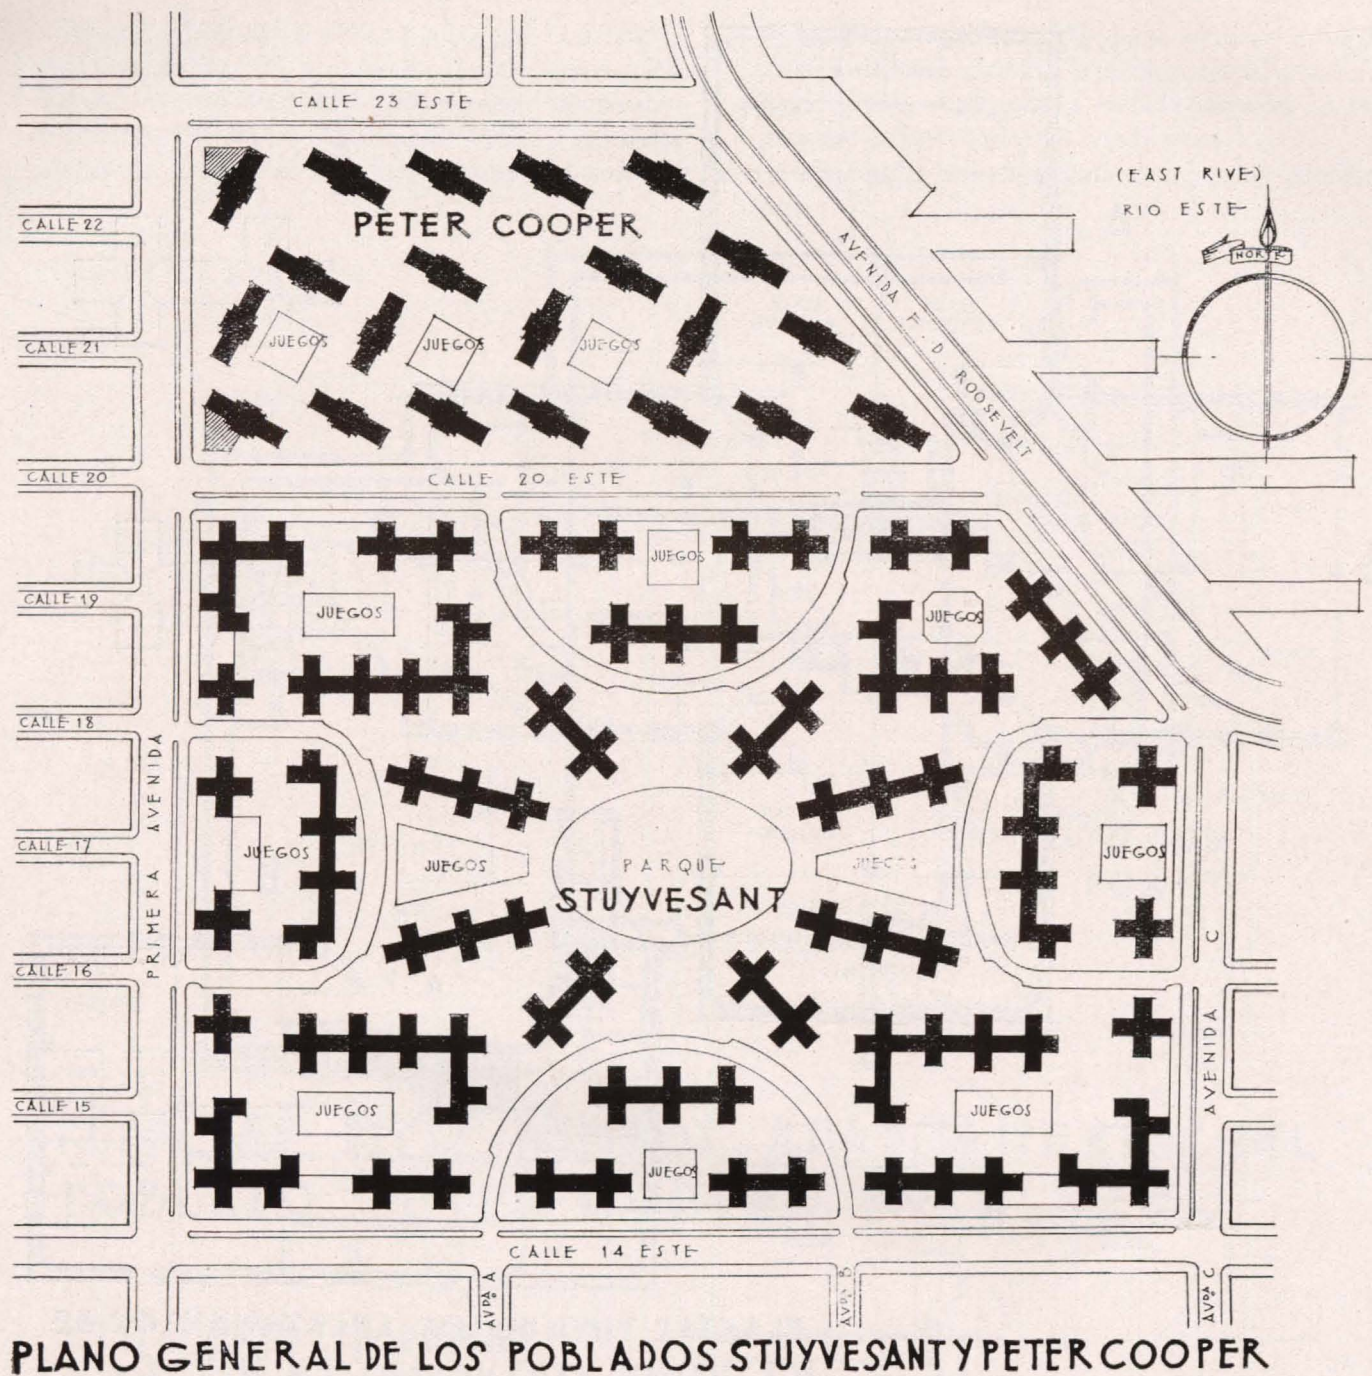 CALLE 23 ESTE
(EAST RIVE)
RIO ESTE
NORTE
CALLE 22
PETER COOPER
AVENIDA F. D. ROOSEVELT
CALLE 21
JUEGOS
JUEGOS
JUEGOS
CALLE 20
CALLE 20 ESTE
JUEGOS
CALLE 19
JUEGOS
JUEGOS
CALLE 18
PRIMERA AVENIDA
CALLE 17
JUEGOS
JUEGOS
PARQUE
STUYVESANT
JUEGOS
JUEGOS
CALLE 16
AVENIDA C
CALLE 15
JUEGOS
JUEGOS
JUEGOS
CALLE 14 ESTE
AVDA A
AVDA B
AVDA C
PLANO GENERAL DE LOS POBLADOS STUYVESANT Y PETER COOPER